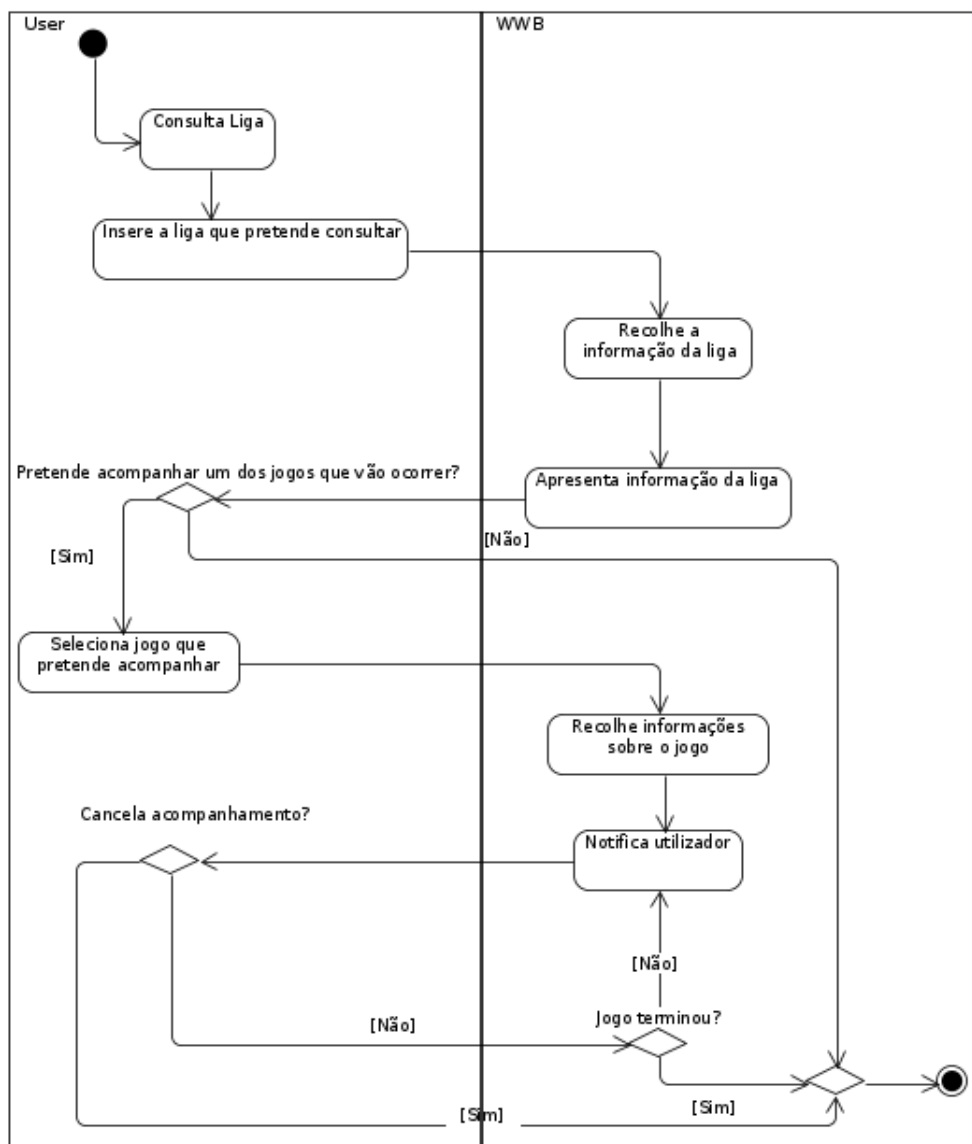 User
WWB
Consulta Liga
Insere a liga que pretende consultar
Recolhe a
informação da liga
Pretende acompanhar um dos jogos que vão ocorrer?
Apresenta informação da liga
[Não]
[Sim]
Seleciona jogo que
pretende acompanhar
Recolhe informações
sobre o jogo
Cancela acompanhamento?
Notifica utilizador
[Não]
Jogo terminou?
[Não]
[Sim]
[Sim]